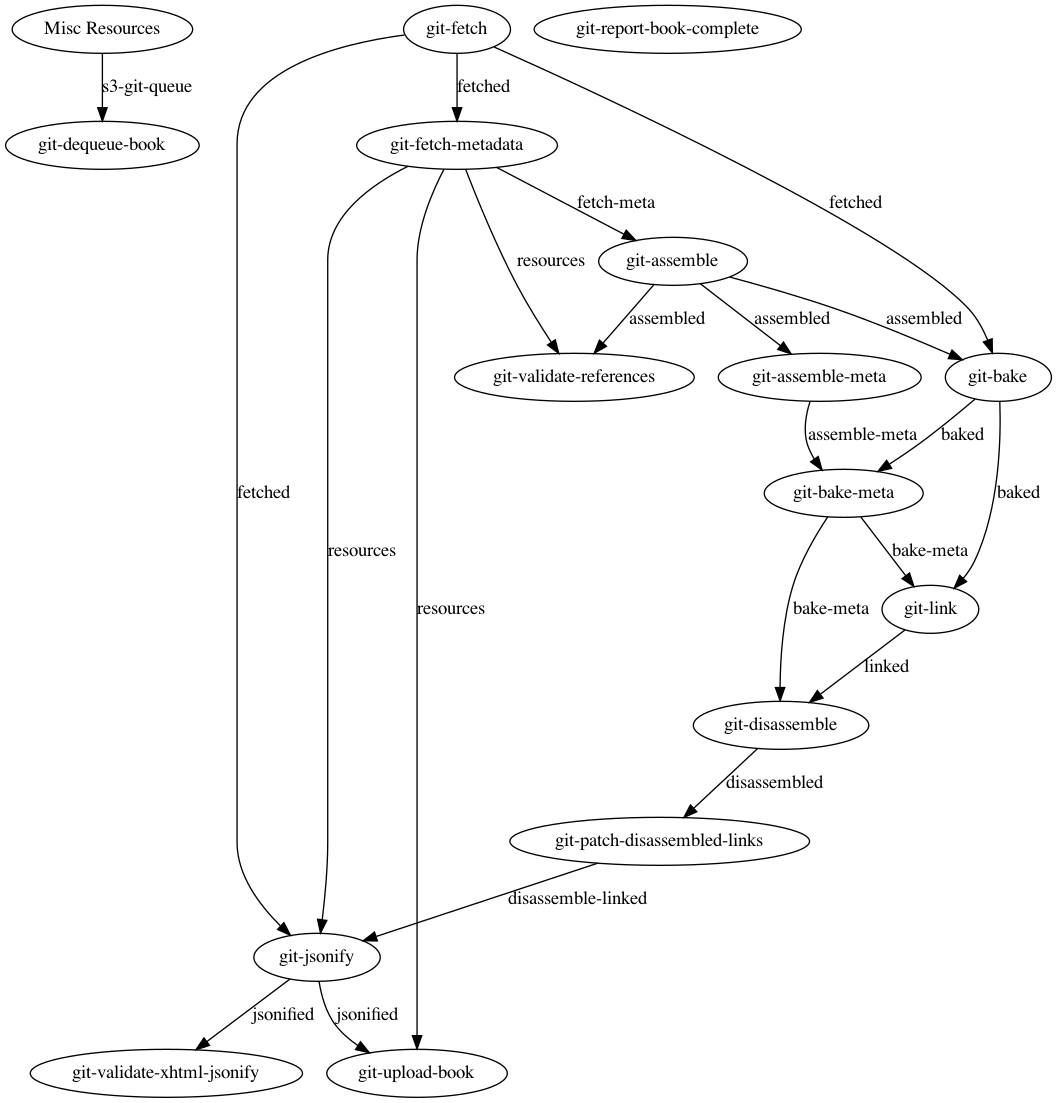 Misc Resources
git-fetch
git-report-book-complete
s3-git-queue
fetched
git-dequeue-book
git-fetch-metadata
fetch-meta
fetched
resources
git-assemble
assembled
assembled
assembled
git-validate-references
git-assemble-meta
git-bake
assemble-meta
baked
fetched
git-bake-meta
baked
resources
bake-meta
resources
bake-meta
git-link
linked
git-disassemble
disassembled
git-patch-disassembled-links
disassemble-linked
git-jsonify
jsonified
jsonified
git-validate-xhtml-jsonify
git-upload-book